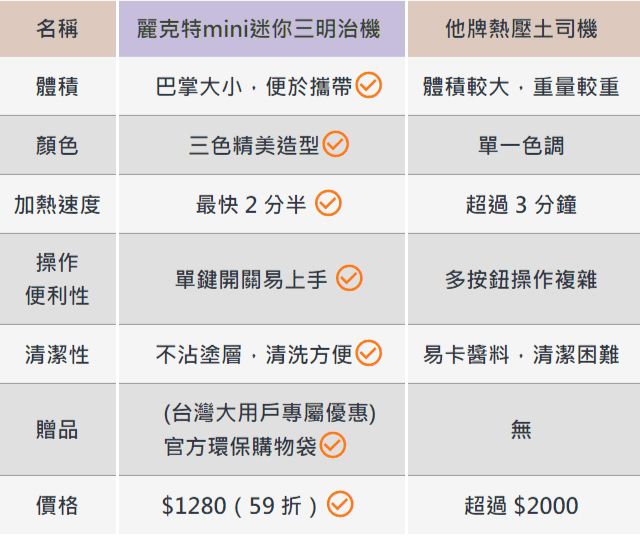 名稱 麗克特mini迷你三明治機 他牌熱壓土司機
體積 巴掌大小，便於攜帶 體積較大，重量較重
顏色 三色精美造型 單一色調
加熱速度 最快 2 分半 超過 3 分鐘
操作
便利性 單鍵開關易上手 多按鈕操作複雜
清潔性 不沾塗層，清洗方便 易卡醬料，清潔困難
贈品 (台灣大用戶專屬優惠)
官方環保購物袋 無
價格 $1280 ( 59 折 ) 超過 $2000